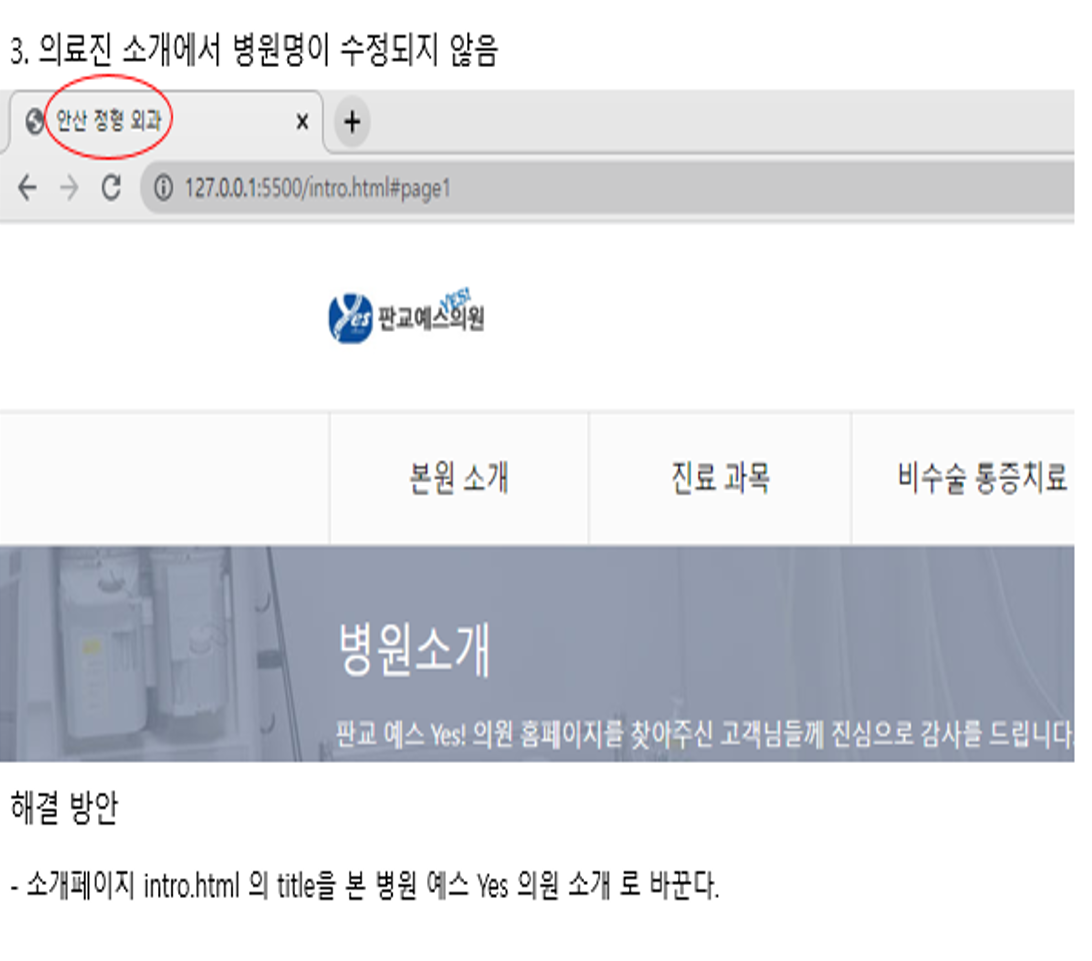 3. 의료진 소개에서 병원명이 수정되지 않음
안산 정형 외과
127.0.0.1:5500/intro.html#page1
Yes 판교예스의원 YES!
본원 소개
진료 과목
비수술 통증치료
병원소개
판교 예스 Yes! 의원 홈페이지를 찾아주신 고객님들께 진심으로 감사를 드립니다.
해결 방안
- 소개페이지 intro.html 의 title을 본 병원 예스 Yes 의원 소개 로 바꾼다.